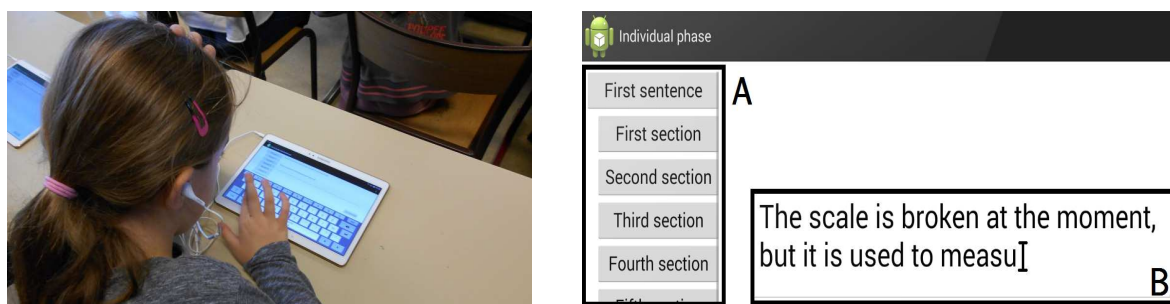 Individual phase
First sentence
A
First section
Second section
Third section
Fourth section
The scale is broken at the moment,
but it is used to measu
B